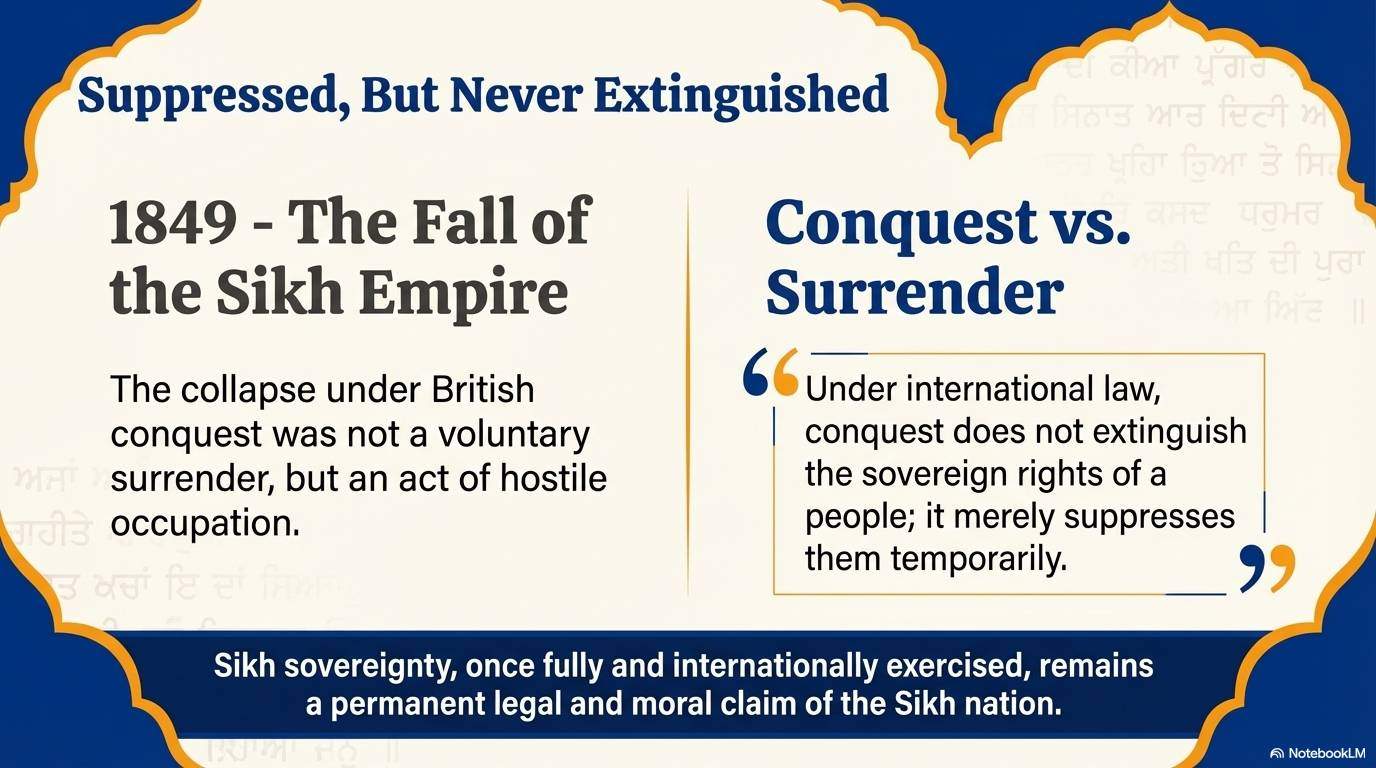 Suppressed, But Never Extinguished
1849 - The Fall of
the Sikh Empire
The collapse under British
conquest was not a voluntary
surrender, but an act of hostile
occupation.
Conquest vs.
Surrender
“Under international law,
conquest does not extinguish
the sovereign rights of a
people; it merely suppresses
them temporarily.”
Sikh sovereignty, once fully and internationally exercised, remains
a permanent legal and moral claim of the Sikh nation.
NotebookLM